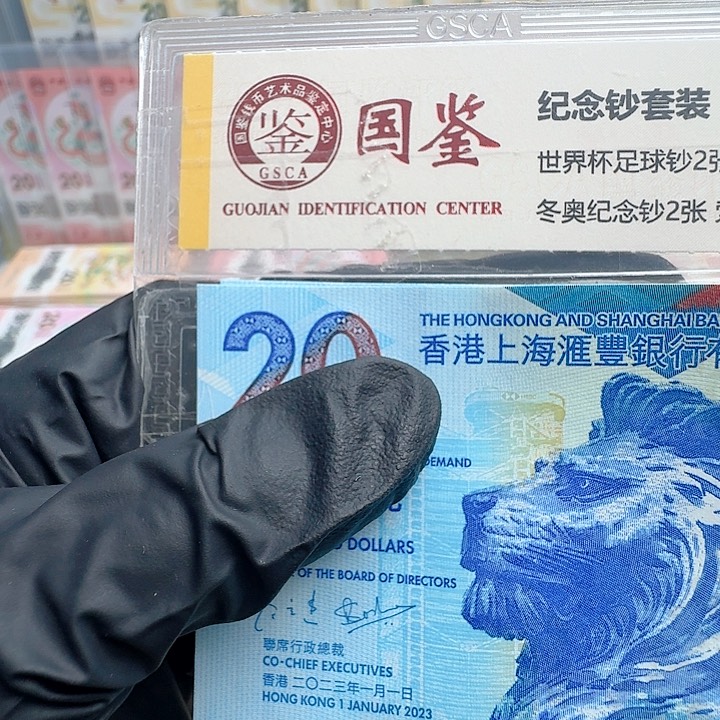 GSCA
国鉴钱币艺术品鉴定中心
鉴
GSCA
国鉴
GUOJIAN IDENTIFICATION CENTER
纪念钞套装
世界杯足球钞2张
冬奥纪念钞2张
20
THE HONGKONG AND SHANGHAI BA
香港上海滙豐銀行有
DEMAND
DOLLARS
OF THE BOARD OF DIRECTORS
聯席行政總裁
CO-CHIEF EXECUTIVES
香港 二〇二三年一月一日
HONG KONG 1 JANUARY 2023
20
20
20